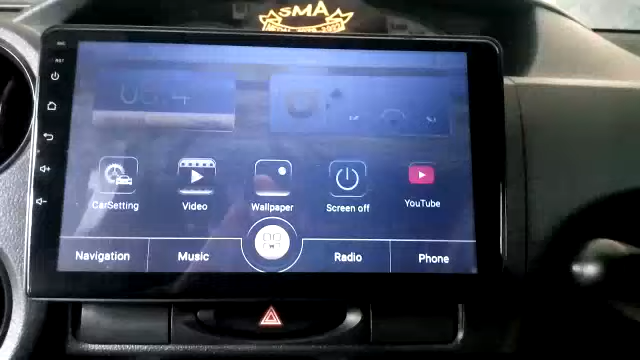 SMA
CarSetting
Video
Wallpaper
Screen off
YouTube
Navigation
Music
Radio
Phone